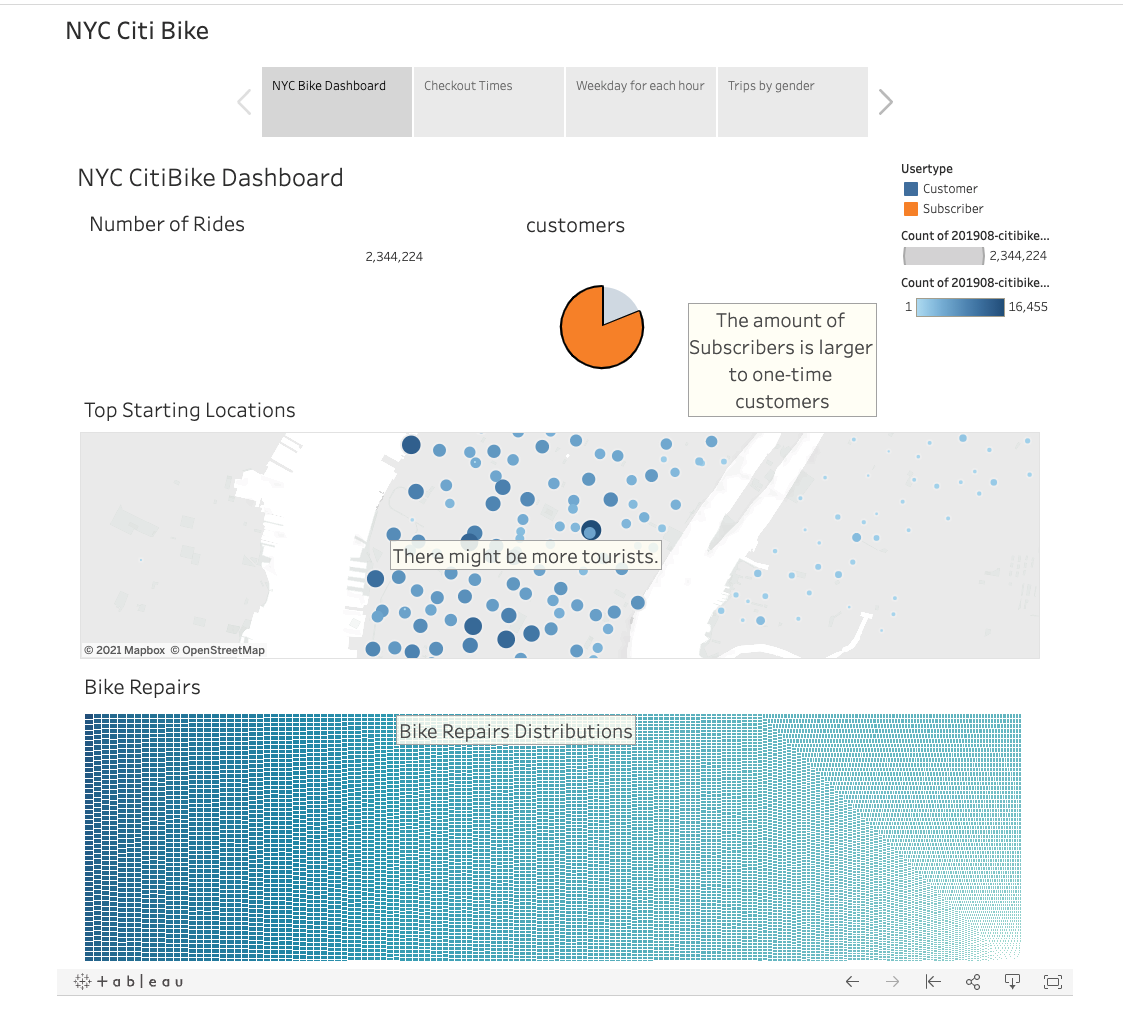 NYC Citi Bike
NYC Bike Dashboard
Checkout Times
Weekday for each hour
Trips by gender
NYC CitiBike Dashboard
Usertype
Customer
Subscriber
Number of Rides
customers
2,344,224
Count of 201908-citibike...
2,344,224
Count of 201908-citibike...
1
16,455
The amount of
Subscribers is larger
to one-time
customers
Top Starting Locations
There might be more tourists.
© 2021 Mapbox © OpenStreetMap
Bike Repairs
Bike Repairs Distributions
+ableau